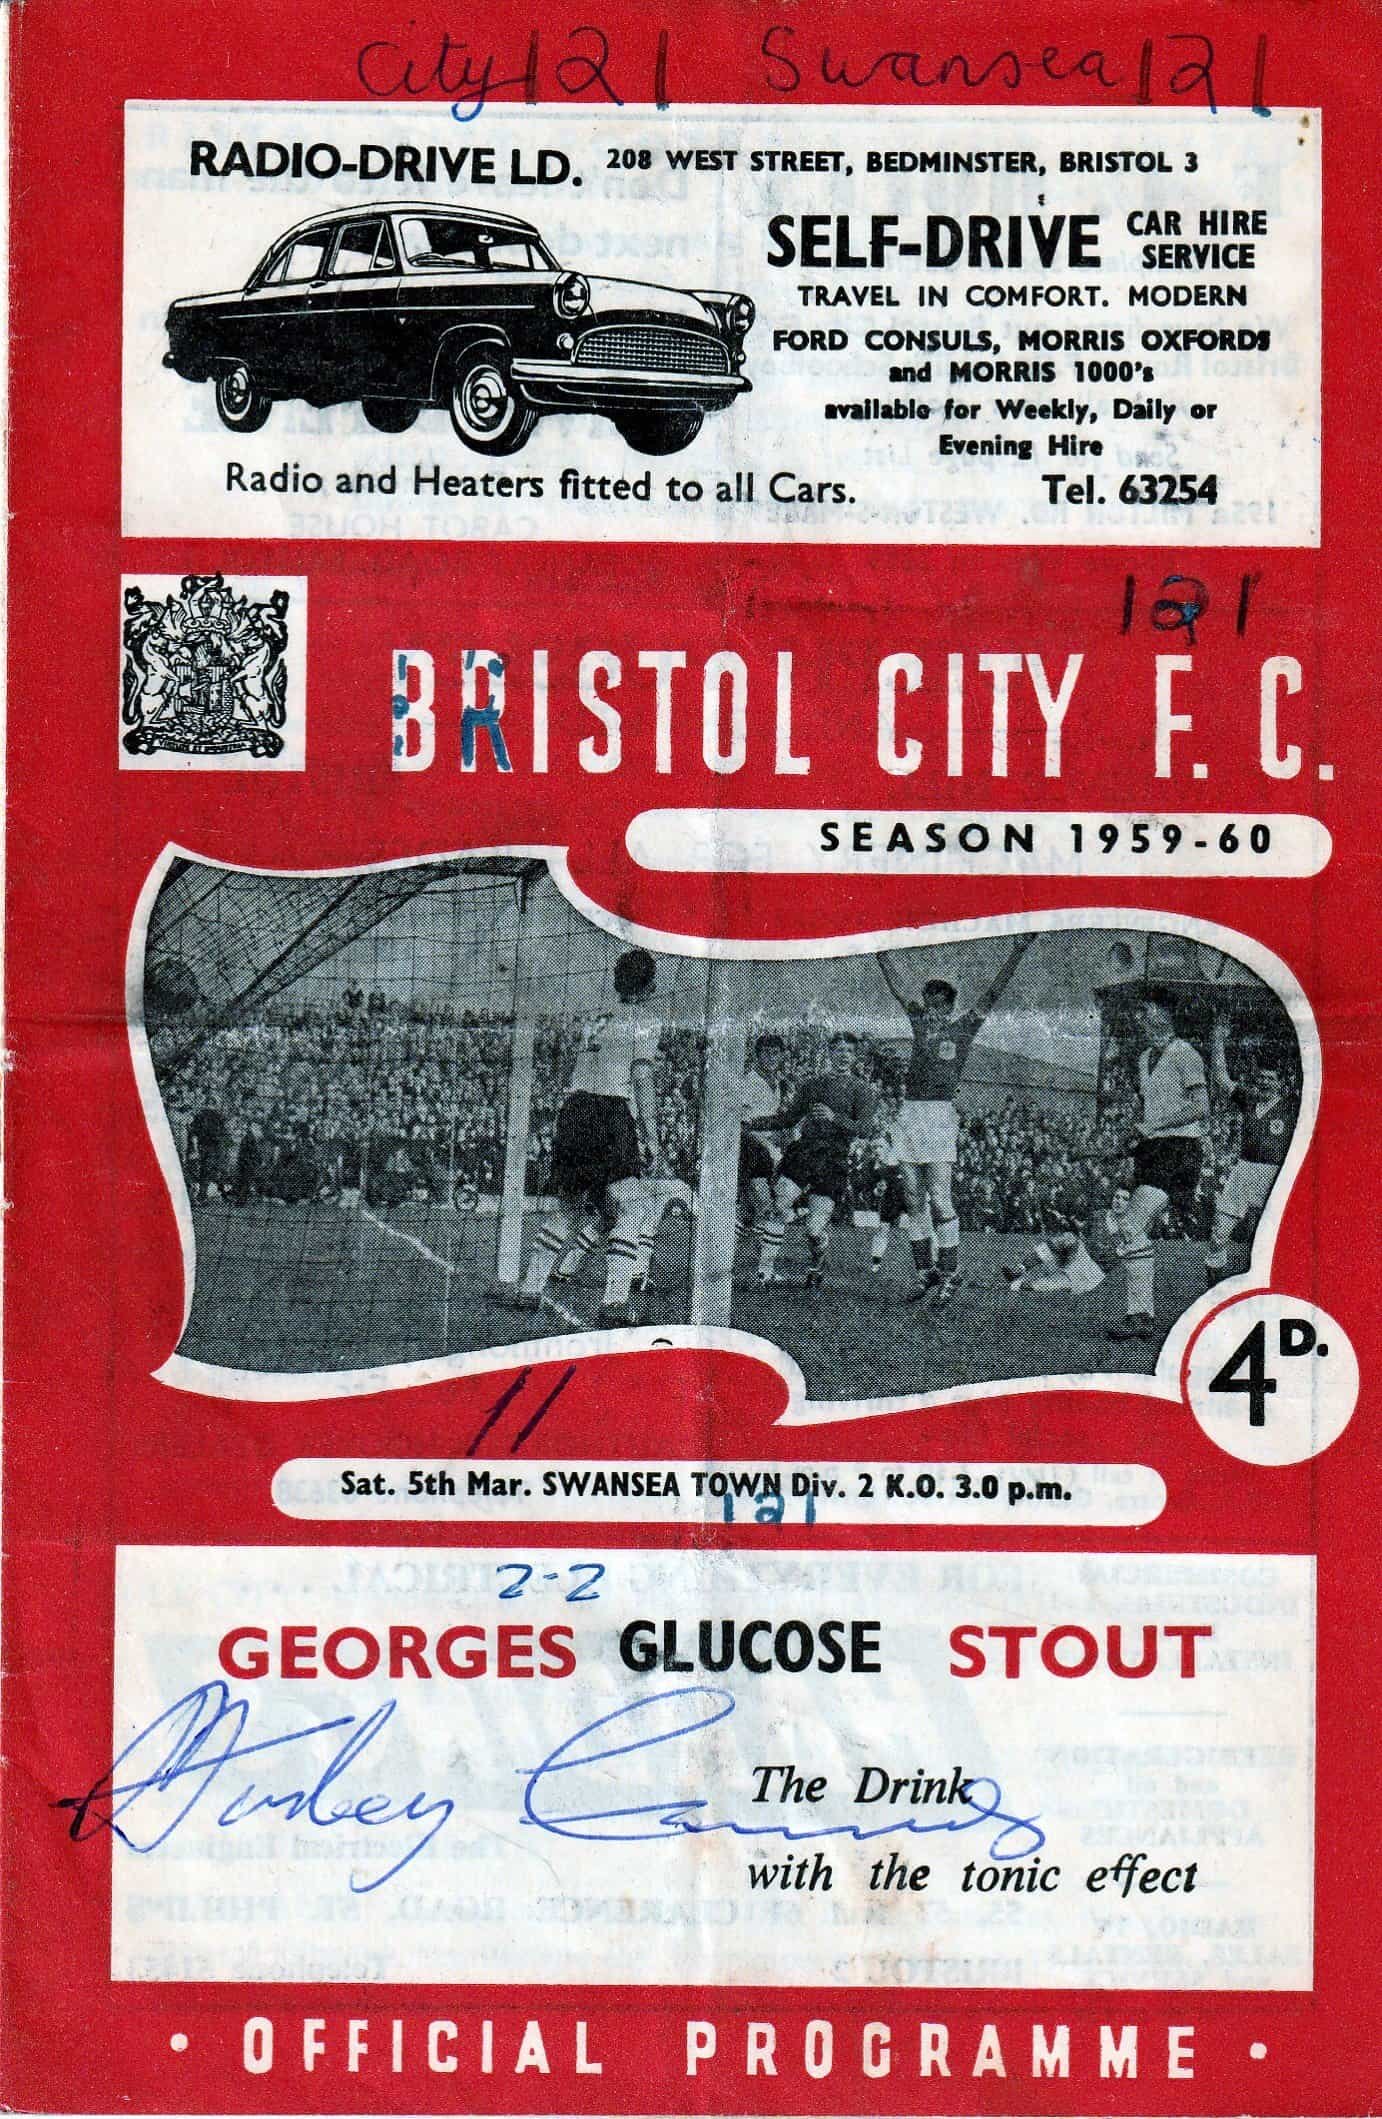 City 121 Swansea 121
RADIO-DRIVE LD. 208 WEST STREET, BEDMINSTER, BRISTOL 3
SELF-DRIVE CAR HIRE SERVICE
TRAVEL IN COMFORT. MODERN
FORD CONSULS, MORRIS OXFORDS
and MORRIS 1000's
available for Weekly, Daily or
Evening Hire
Radio and Heaters fitted to all Cars. Tel. 63254
121
BRISTOL CITY F. C.
SEASON 1959-60
4D.
11
Sat. 5th Mar. SWANSEA TOWN Div. 2 K.O. 3.0 p.m.
121
2-2
GEORGES GLUCOSE STOUT
The Drink
with the tonic effect
• OFFICIAL PROGRAMME •